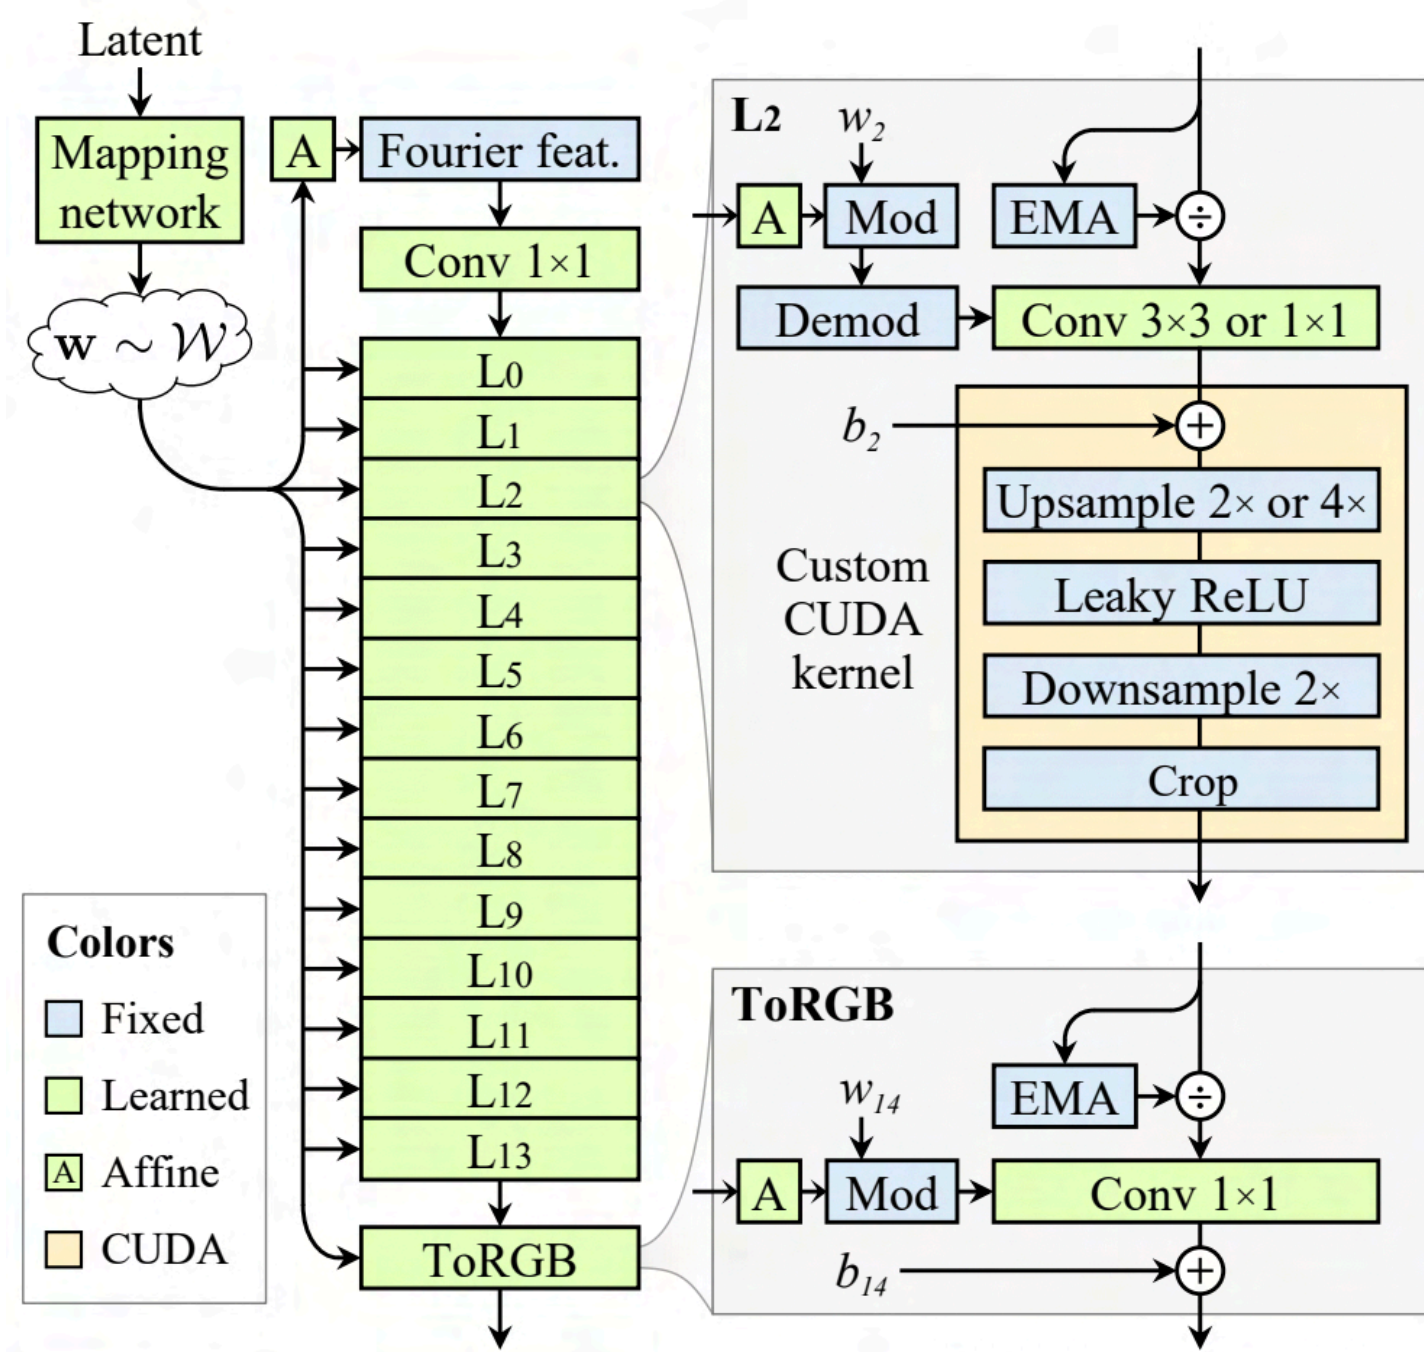 Latent
Mapping
network
w ∼ 𝒲
A
Fourier feat.
Conv 1×1
L0
L1
L2
L3
L4
L5
L6
L7
L8
L9
L10
L11
L12
L13
ToRGB
Colors
Fixed
Learned
A Affine
CUDA
L2
w2
A
Mod
EMA
÷
Demod
Conv 3×3 or 1×1
b2
+
Upsample 2× or 4×
Leaky ReLU
Downsample 2×
Crop
Custom
CUDA
kernel
ToRGB
w14
EMA
÷
A
Mod
Conv 1×1
b14
+